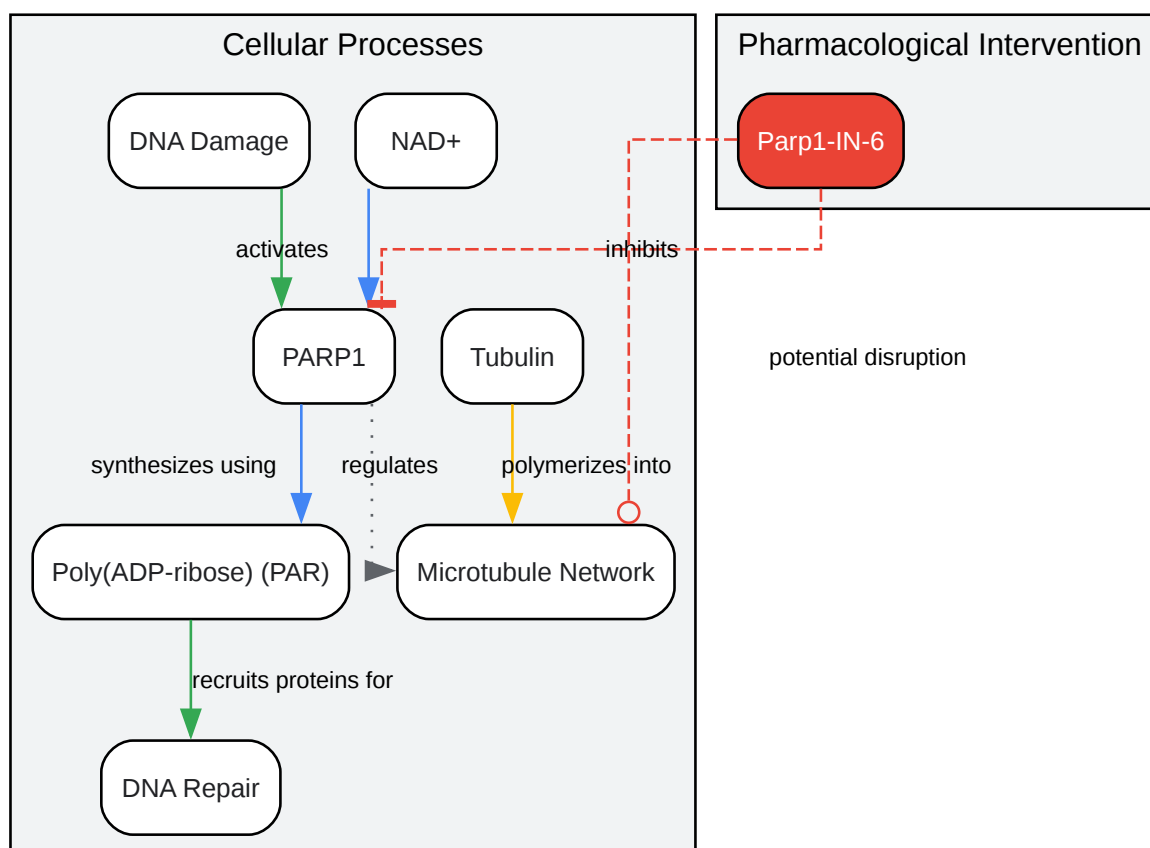 Cellular Processes
Pharmacological Intervention
DNA Damage
NAD+
Parp1-IN-6
activates
inhibits
PARP1
Tubulin
potential disruption
synthesizes using
regulates
polymerizes into
Poly(ADP-ribose) (PAR)
Microtubule Network
recruits proteins for
DNA Repair